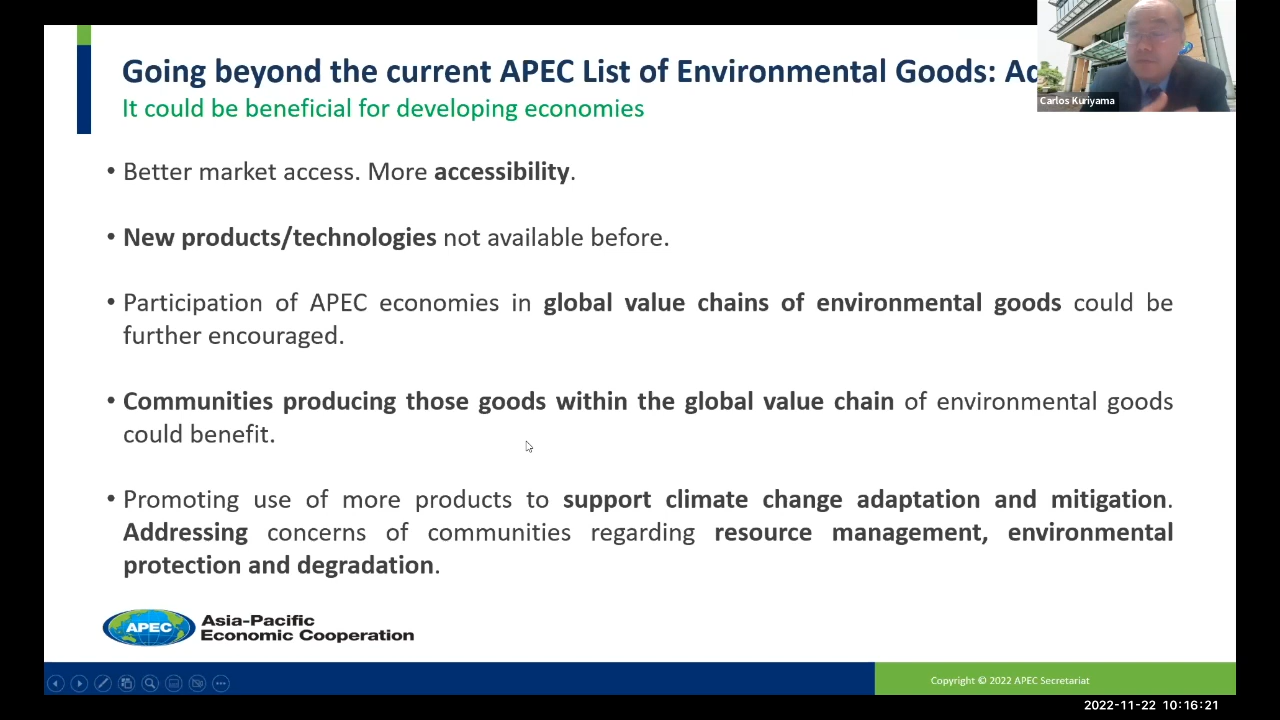 Going beyond the current APEC List of Environmental Goods: Ad
It could be beneficial for developing economies
Carlos Kuriyama
• Better market access. More accessibility.
• New products/technologies not available before.
• Participation of APEC economies in global value chains of environmental goods could be
further encouraged.
• Communities producing those goods within the global value chain of environmental goods
could benefit.
• Promoting use of more products to support climate change adaptation and mitigation.
Addressing concerns of communities regarding resource management, environmental
protection and degradation.
APEC
Asia-Pacific
Economic Cooperation
Copyright © 2022 APEC Secretariat
2022-11-22 10:16:21